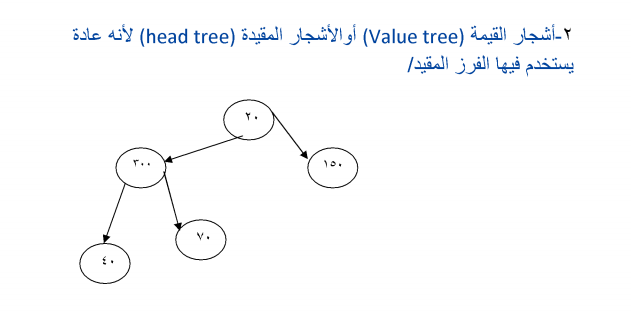 ٢-أشجار القيمة (Value tree) أوالأشجار المقيدة (head tree) لأنه عادة
يستخدم فيها الفرز المقيد/
٢٠
٣٠٠
١٥٠
٧٠
٤٠